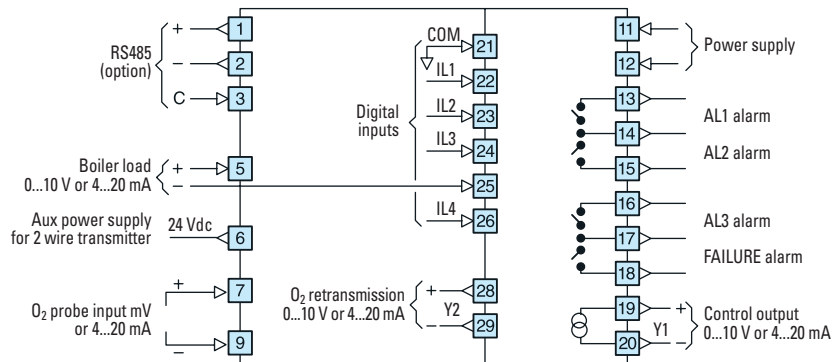 1
+
RS485
(option)
2
–
3
C
Boiler load
0...10 V or 4...20 mA
+
–
5
Aux power supply
for 2 wire transmitter
24 Vdc
6
O2 probe input mV
or 4...20 mA
+
–
7
9
Digital
inputs
COM
21
IL1
22
IL2
23
IL3
24
25
IL4
26
O2 retransmission
0...10 V or 4...20 mA
+
Y2
–
28
29
11
12
Power supply
13
14
15
AL1 alarm
AL2 alarm
16
17
18
AL3 alarm
FAILURE alarm
19
20
+
Y1
–
Control output
0...10 V or 4...20 mA